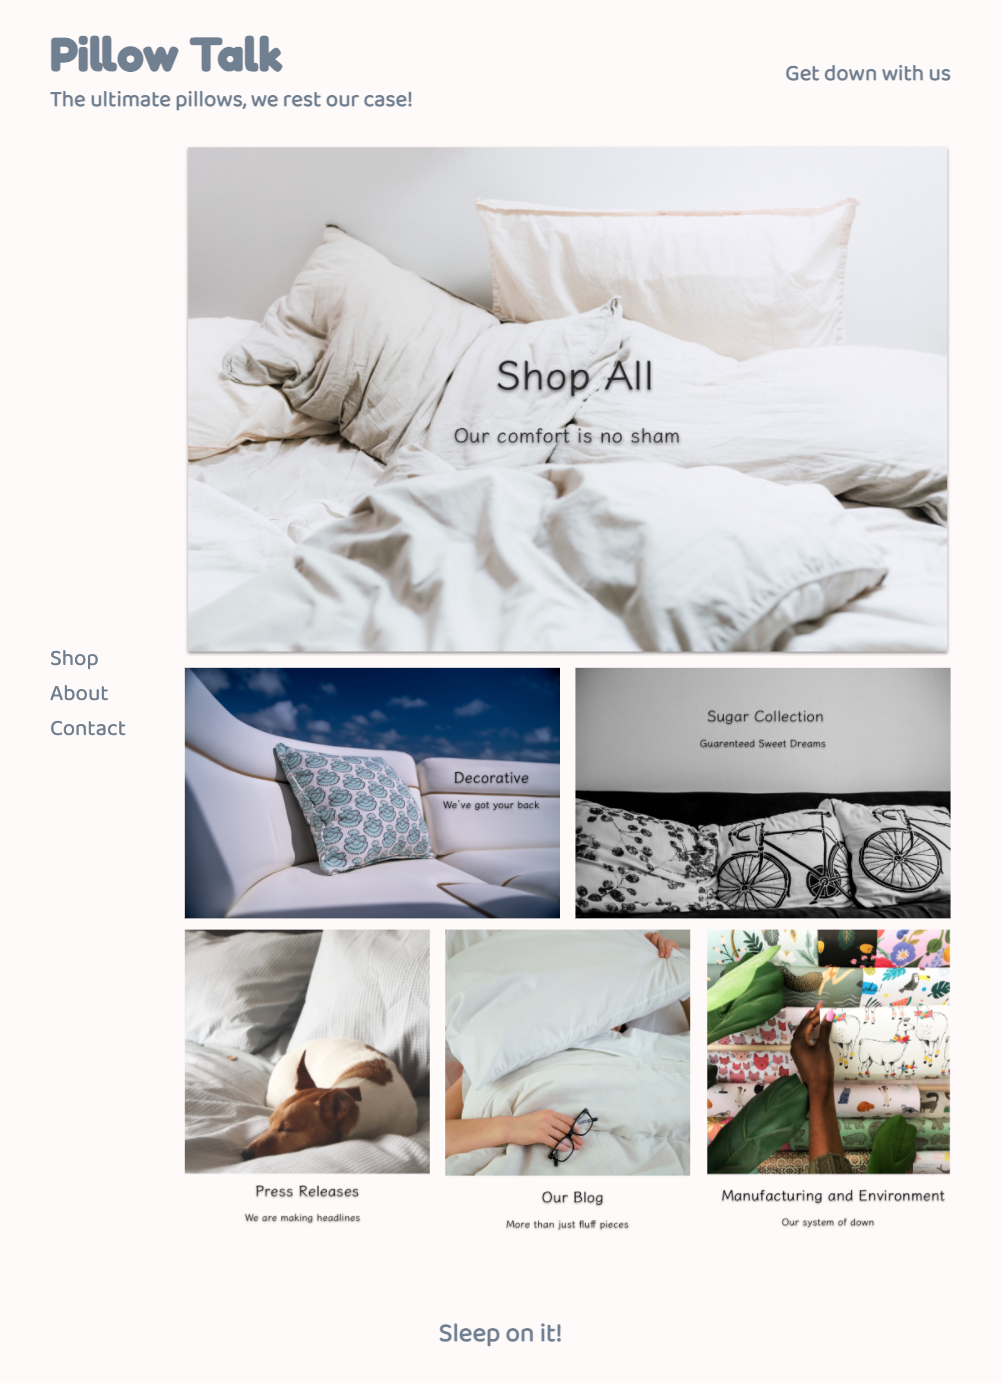 Pillow Talk
The ultimate pillows, we rest our case!
Get down with us
Shop All
Our comfort is no sham
Shop
About
Contact
Decorative
We've got your back
Sugar Collection
Guarenteed Sweet Dreams
Press Releases
We are making headlines
Our Blog
More than just fluff pieces
Manufacturing and Environment
Our system of down
Sleep on it!